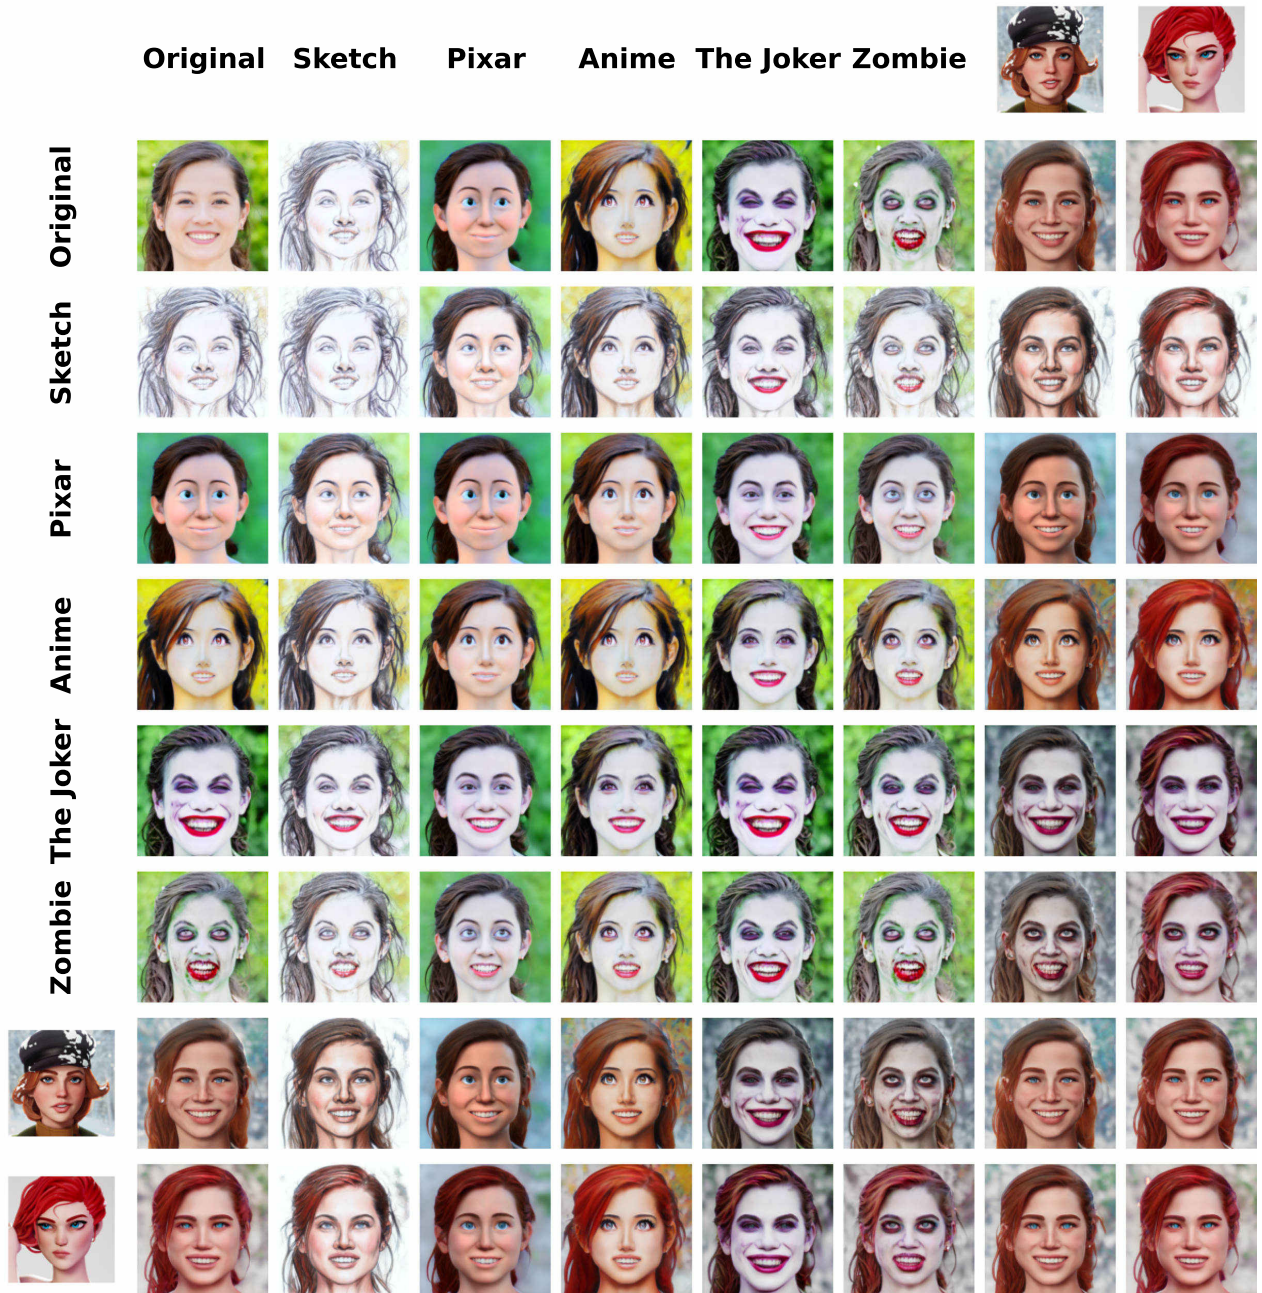 Original Sketch Pixar Anime The Joker Zombie
Original
Sketch
Pixar
Anime
The Joker
Zombie